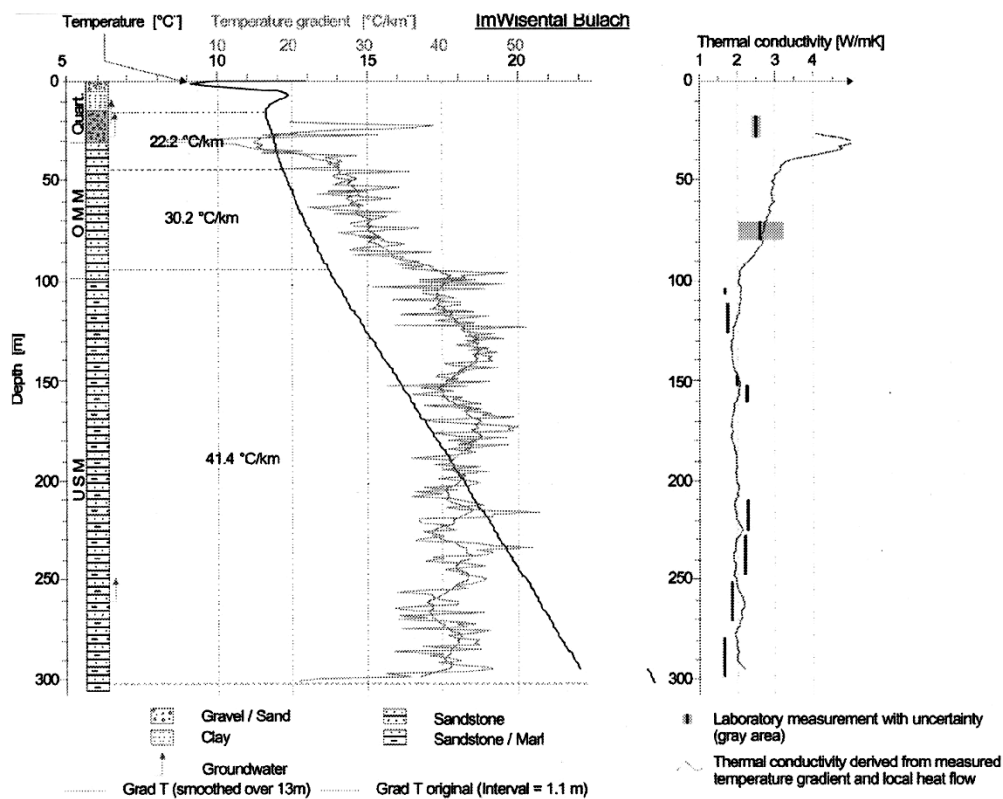 Temperature [°C]
Temperature gradient [°C/km]
ImWisental Bülach
10 20 30 40 50
5 10 15 20
Thermal conductivity [W/mK]
1 2 3 4
Depth [m]
0
50
100
150
200
250
300
Quart.
OMM
USM
22.2 °C/km
30.2 °C/km
41.4 °C/km
0
50
100
150
200
250
300
Gravel / Sand
Clay
Groundwater
Sandstone
Sandstone / Marl
Grad T (smoothed over 13m)
Grad T original (Interval = 1.1 m)
Laboratory measurement with uncertainty
(gray area)
Thermal conductivity derived from measured
temperature gradient and local heat flow